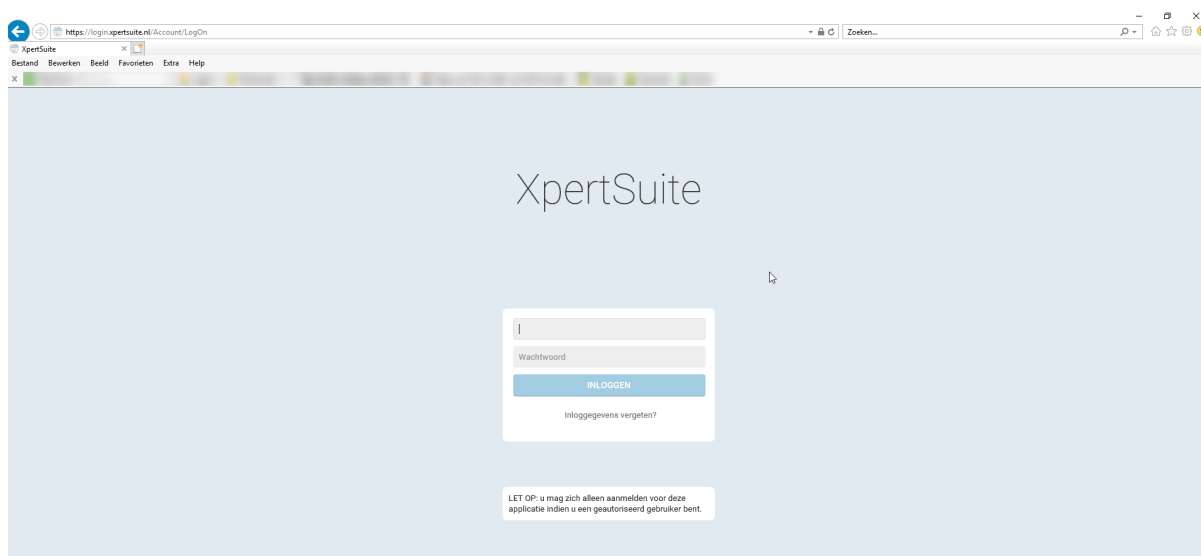 https://login.xpertsuite.nl/Account/LogOn
Zoeken...
XpertSuite
Bestand Bewerken Beeld Favorieten Extra Help
XpertSuite
Wachtwoord
INLOGGEN
Inloggegevens vergeten?
LET OP: u mag zich alleen aanmelden voor deze
applicatie indien u een geautoriseerd gebruiker bent.